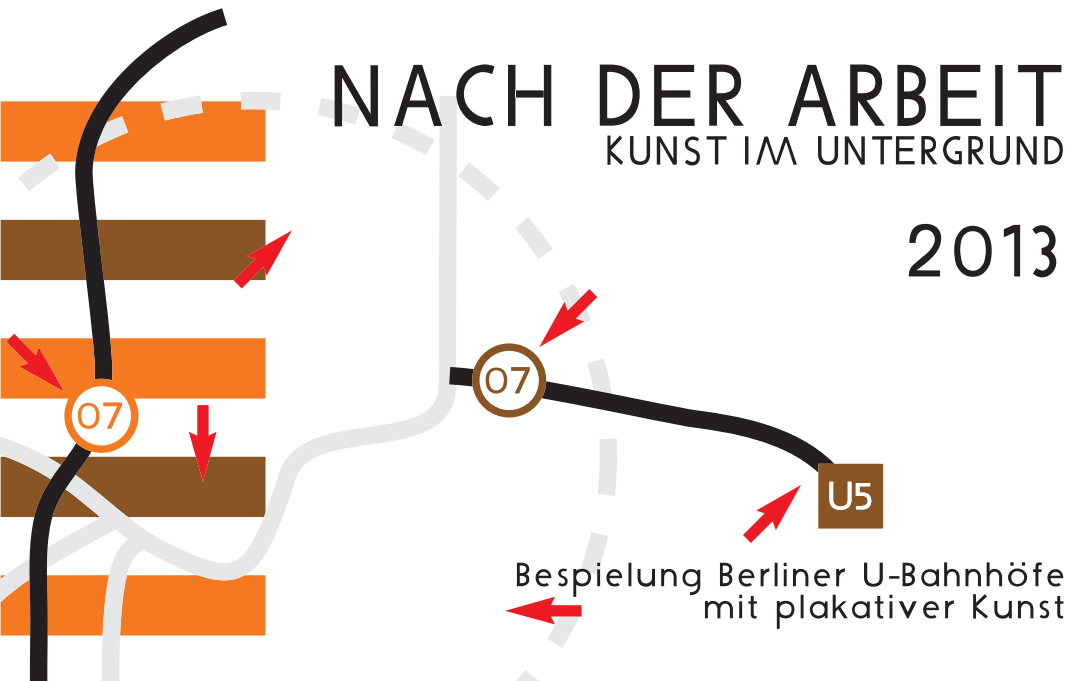 NACH DER ARBEIT
KUNST IM UNTERGRUND
2013
07
07
U5
Bespielung Berliner U-Bahnhöfe
mit plakativer Kunst